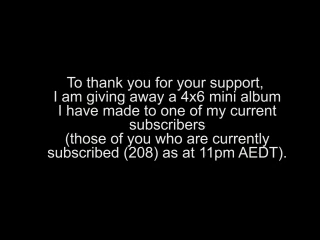 To thank you for your support,
I am giving away a 4x6 mini album
I have made to one of my current
subscribers
(those of you who are currently
subscribed (208) as at 11pm AEDT).